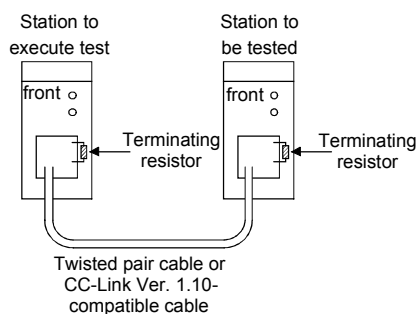 Station to
execute test
Station to
be tested
front
front
Terminating
resistor
Terminating
resistor
Twisted pair cable or
CC-Link Ver. 1.10-
compatible cable